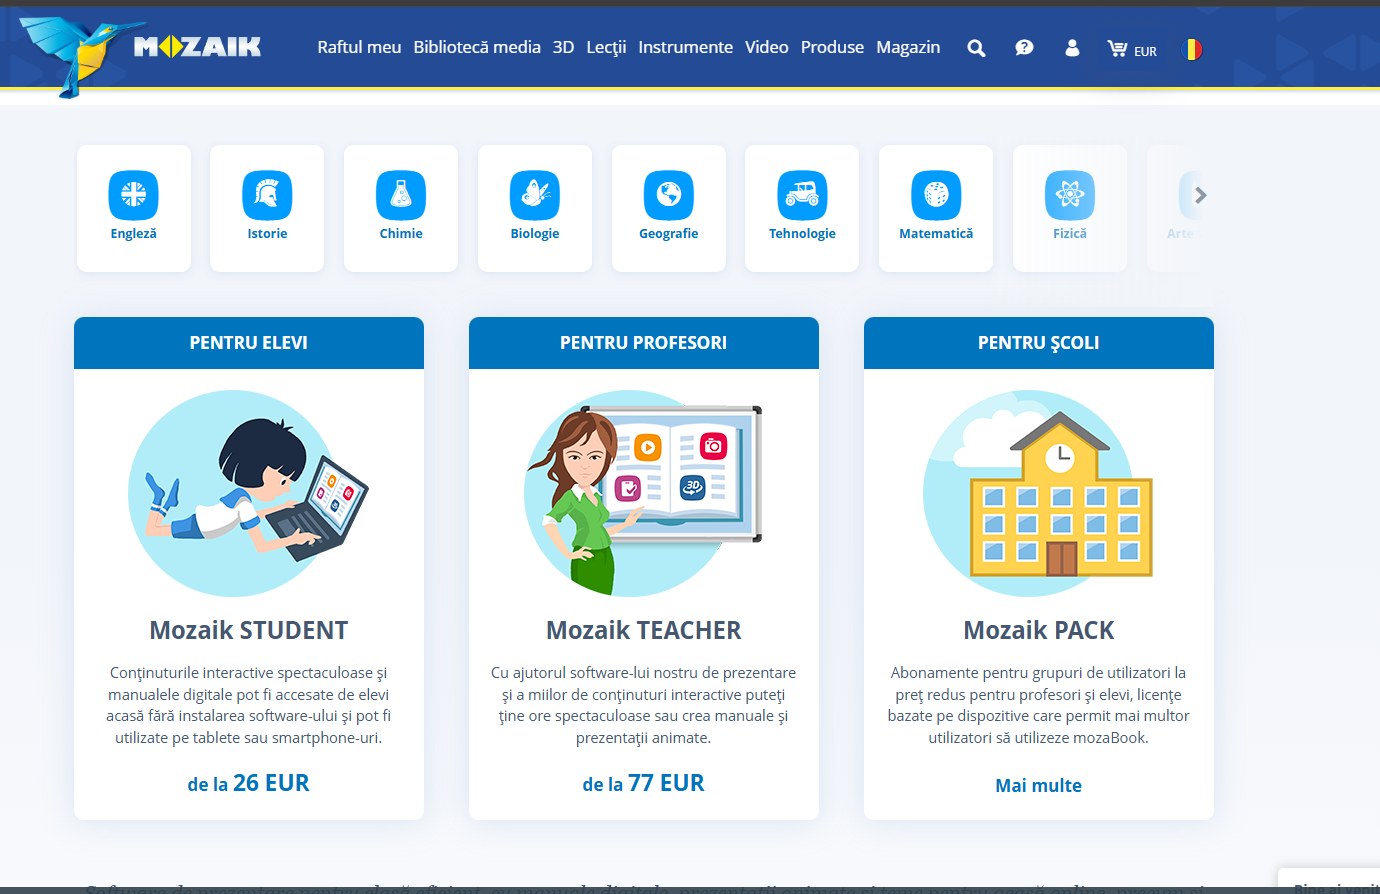 MOZAIK
Raftul meu Bibliotecă media 3D Lecţii Instrumente Video Produse Magazin ? EUR
Engleză Istorie Chimie Biologie Geografie Tehnologie Matematică Fizică Arte
PENTRU ELEVI
3D
Mozaik STUDENT
Conţinuturile interactive spectaculoase şi
manualele digitale pot fi accesate de elevi
acasă fără instalarea software-ului şi pot fi
utilizate pe tablete sau smartphone-uri.
de la 26 EUR
PENTRU PROFESORI
3D
Mozaik TEACHER
Cu ajutorul software-lui nostru de prezentare
şi a miilor de conţinuturi interactive puteţi
ţine ore spectaculoase sau crea manuale şi
prezentaţii animate.
de la 77 EUR
PENTRU ŞCOLI
Mozaik PACK
Abonamente pentru grupuri de utilizatori la
preţ redus pentru profesori şi elevi, licenţe
bazate pe dispozitive care permit mai multor
utilizatori să utilizeze mozaBook.
Mai multe